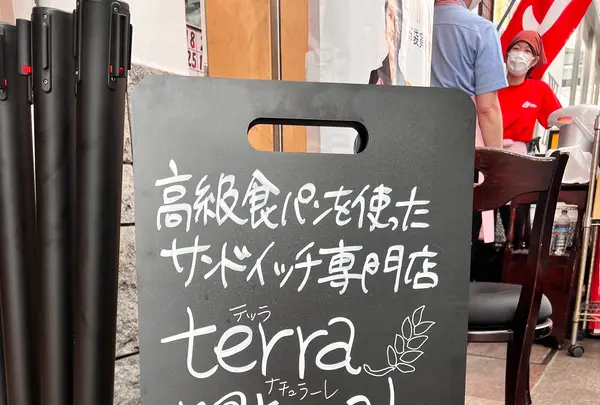 高級食パンを使った
サンドイッチ専門店
テッラ
terra
ナチュラーレ